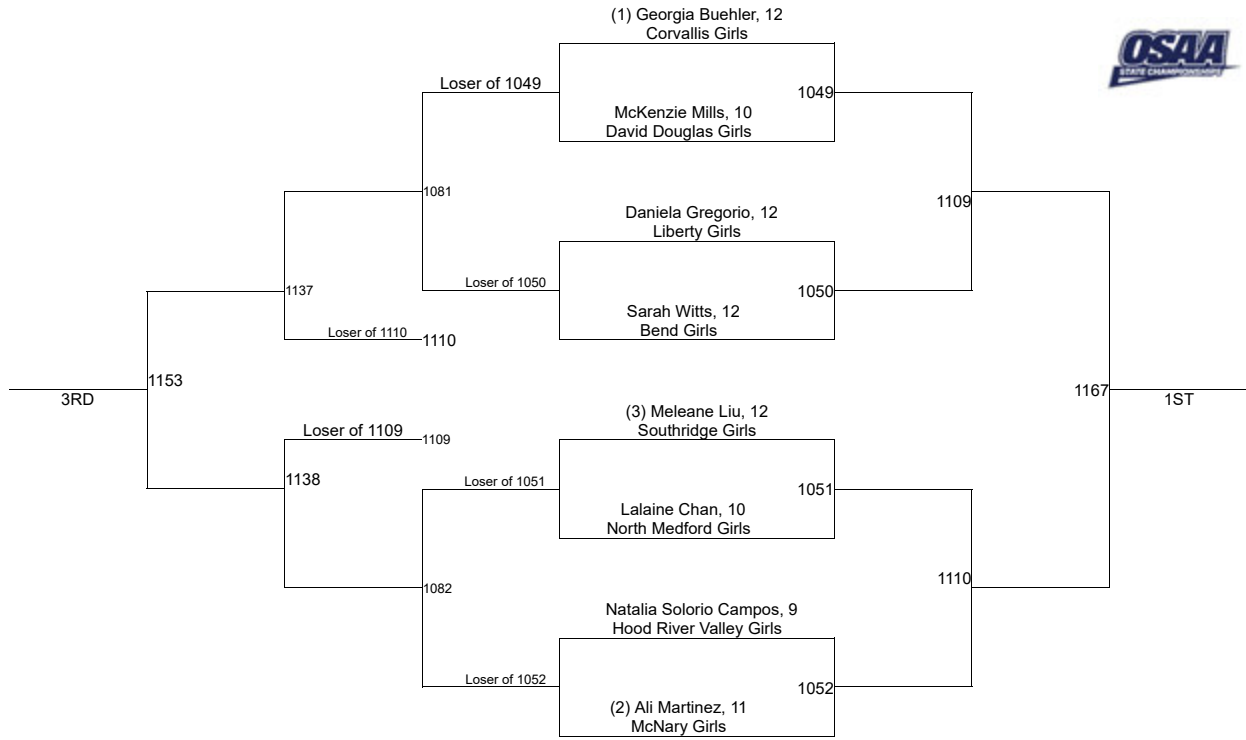 (1) Georgia Buehler, 12
Corvallis Girls
OSAA
STATE CHAMPIONSHIPS
Loser of 1049
1049
McKenzie Mills, 10
David Douglas Girls
1081
1109
Daniela Gregorio, 12
Liberty Girls
Loser of 1050
1050
1137
Sarah Witts, 12
Bend Girls
Loser of 1110
1110
1153
3RD
1167
1ST
(3) Meleane Liu, 12
Southridge Girls
Loser of 1109
1109
1138
Loser of 1051
1051
Lalaine Chan, 10
North Medford Girls
1082
1110
Natalia Solorio Campos, 9
Hood River Valley Girls
Loser of 1052
1052
(2) Ali Martinez, 11
McNary Girls